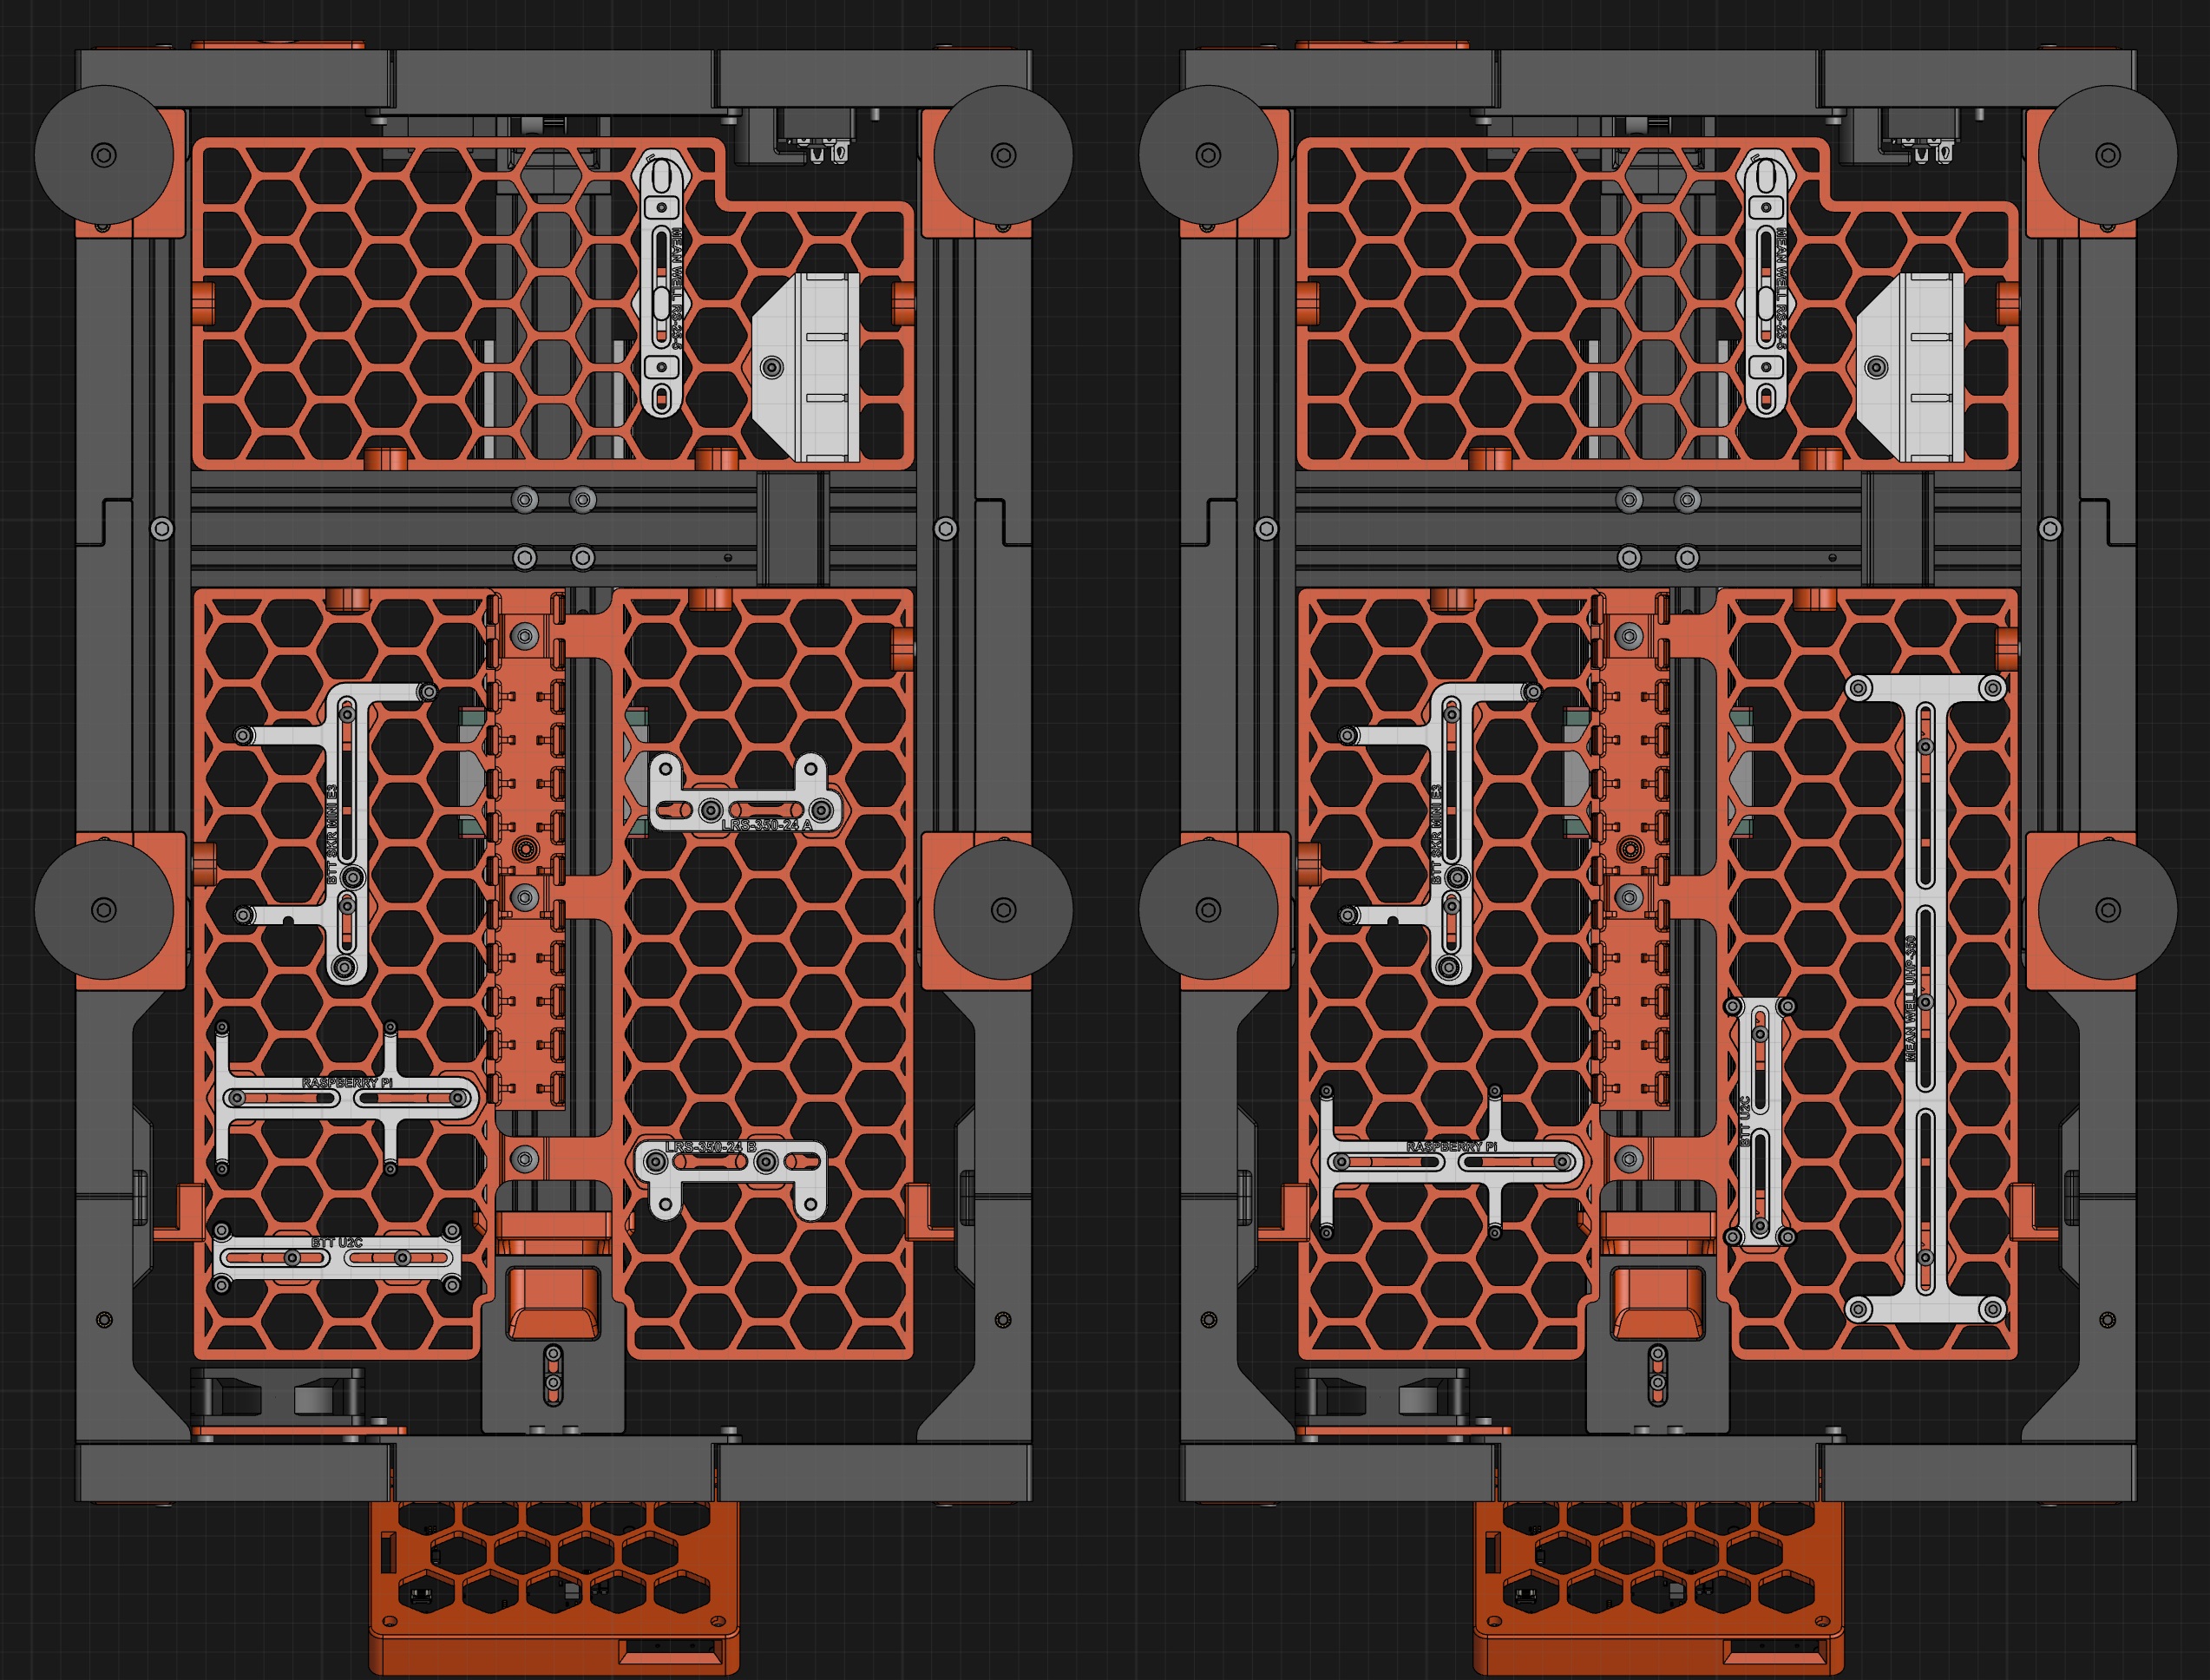 MEAN WELL RS-25-5
BTT SKR MINI E3
LRS-350-24 A
RASPBERRY Pi
LRS-350-24 B
BTT U2C
MEAN WELL RS-25-5
BTT SKR MINI E3
MEAN WELL UHP-350
BTT U2C
RASPBERRY Pi